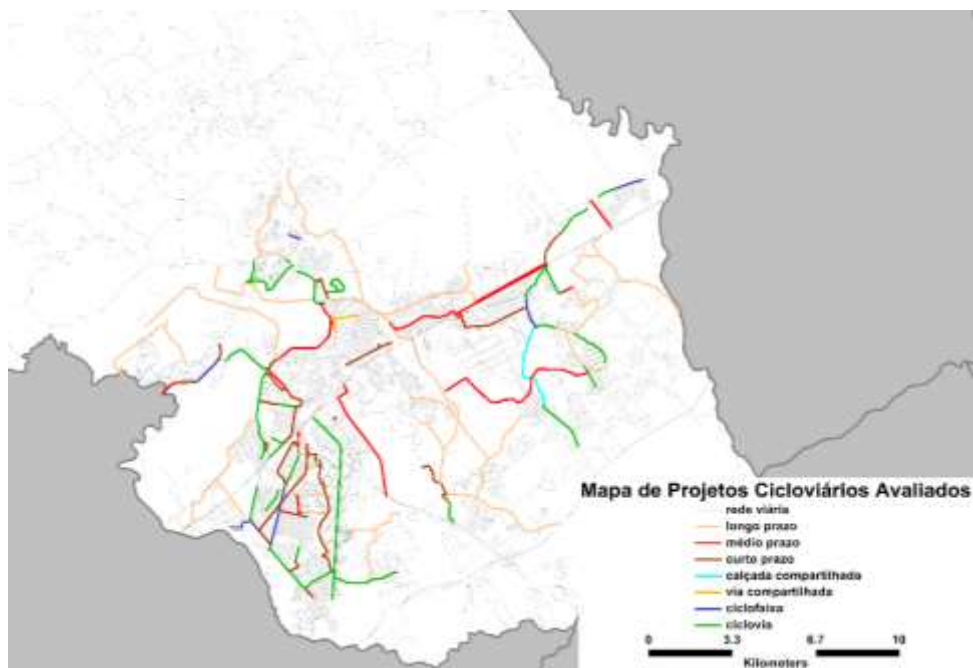 Mapa de Projetos Cicloviários Avaliados
rede viária
longo prazo
médio prazo
curto prazo
calçada compartilhada
via compartilhada
ciclofaixa
ciclovia
0 3.3 6.7 10
Kilometers